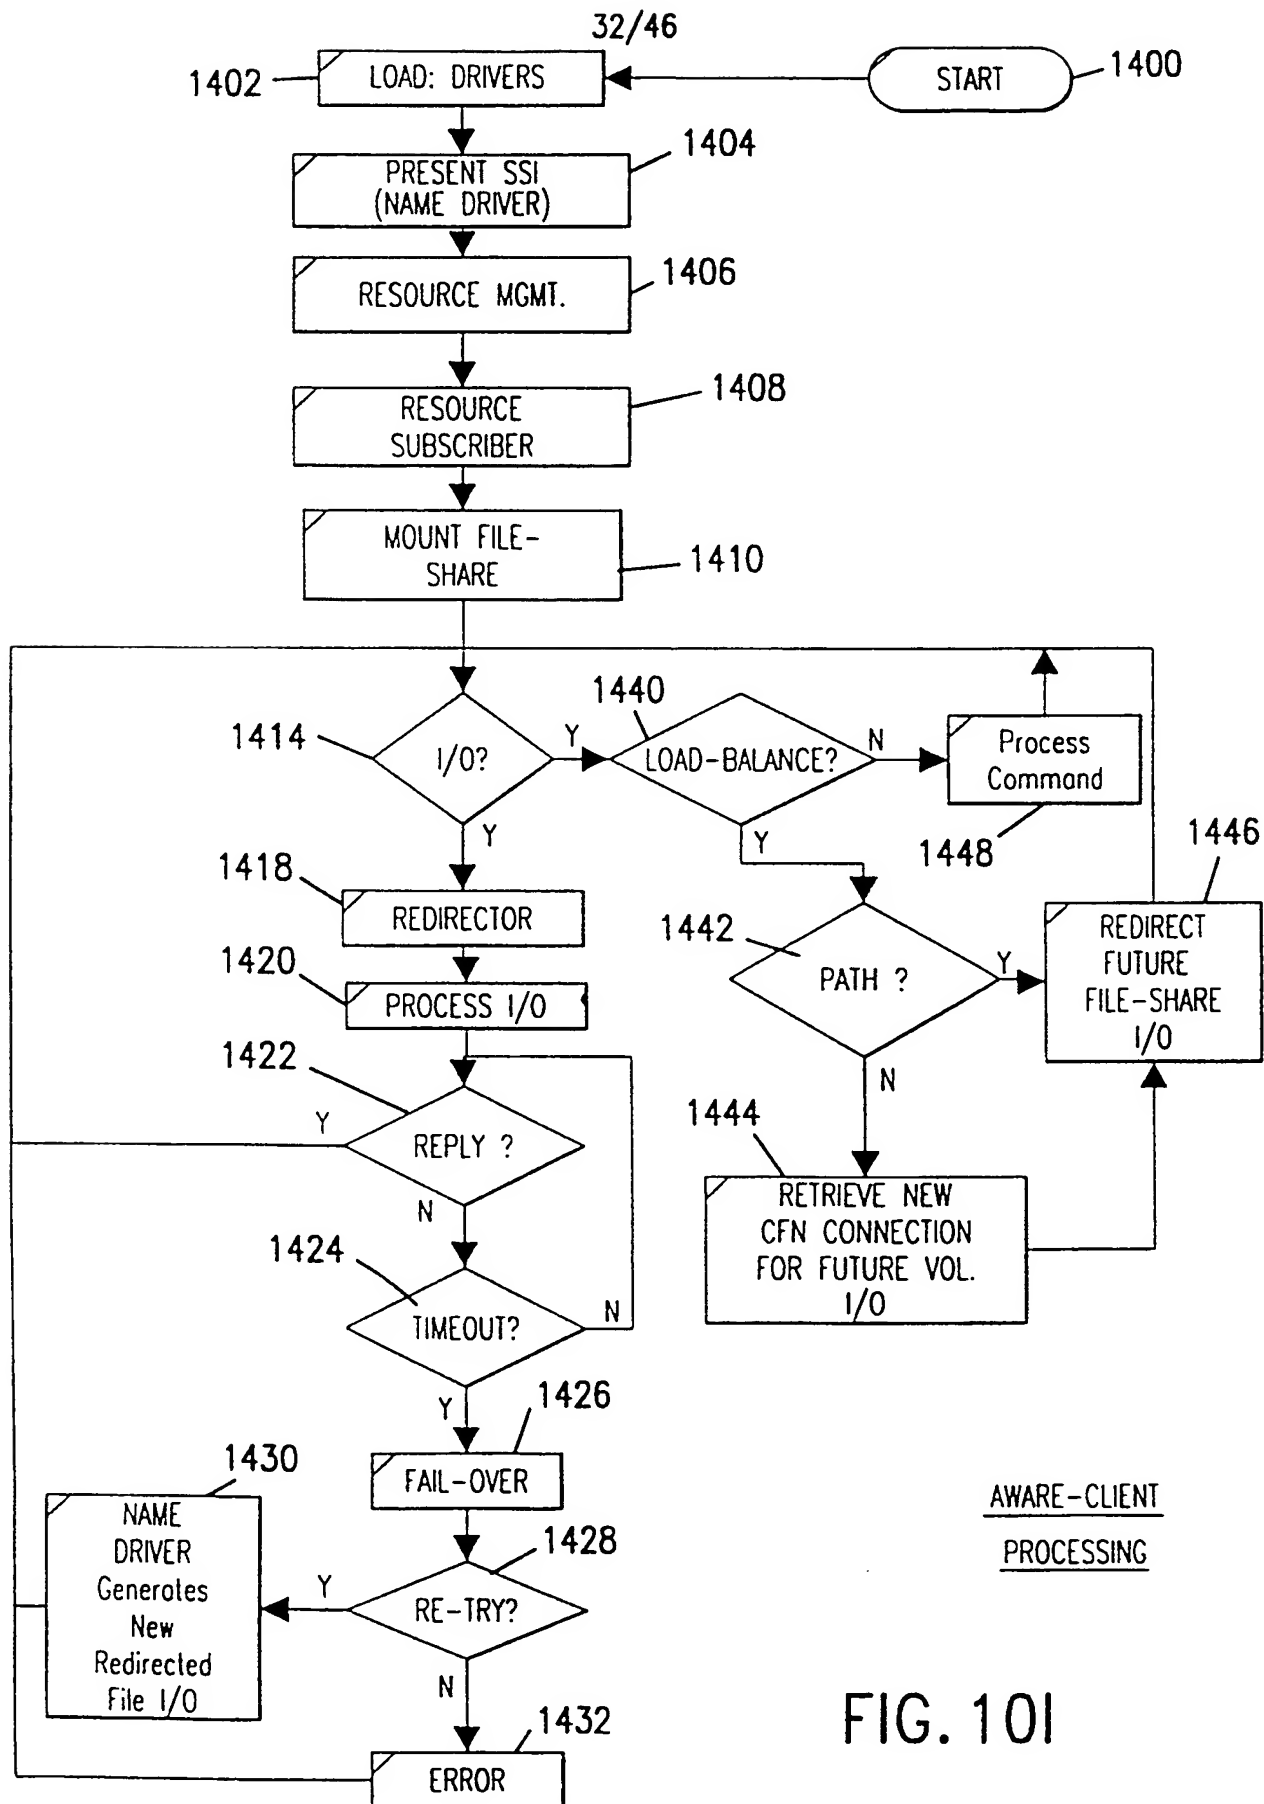 32/46
1402
LOAD: DRIVERS
START
1400
1404
PRESENT SSI
(NAME DRIVER)
RESOURCE MGMT.
1406
RESOURCE
SUBSCRIBER
1408
MOUNT FILE-
SHARE
1410
1414
I/O?
Y
Y
1440
LOAD-BALANCE?
N
Y
Process
Command
1448
1446
REDIRECT
FUTURE
FILE-SHARE
I/O
1418
REDIRECTOR
1442
PATH ?
Y
N
1420
PROCESS I/O
1422
Y
REPLY ?
N
1444
RETRIEVE NEW
CFN CONNECTION
FOR FUTURE VOL.
I/O
1424
TIMEOUT?
N
Y
1426
FAIL-OVER
1430
NAME
DRIVER
Generates
New
Redirected
File I/O
Y
1428
RE-TRY?
N
1432
ERROR
AWARE-CLIENT
PROCESSING
FIG. 10I